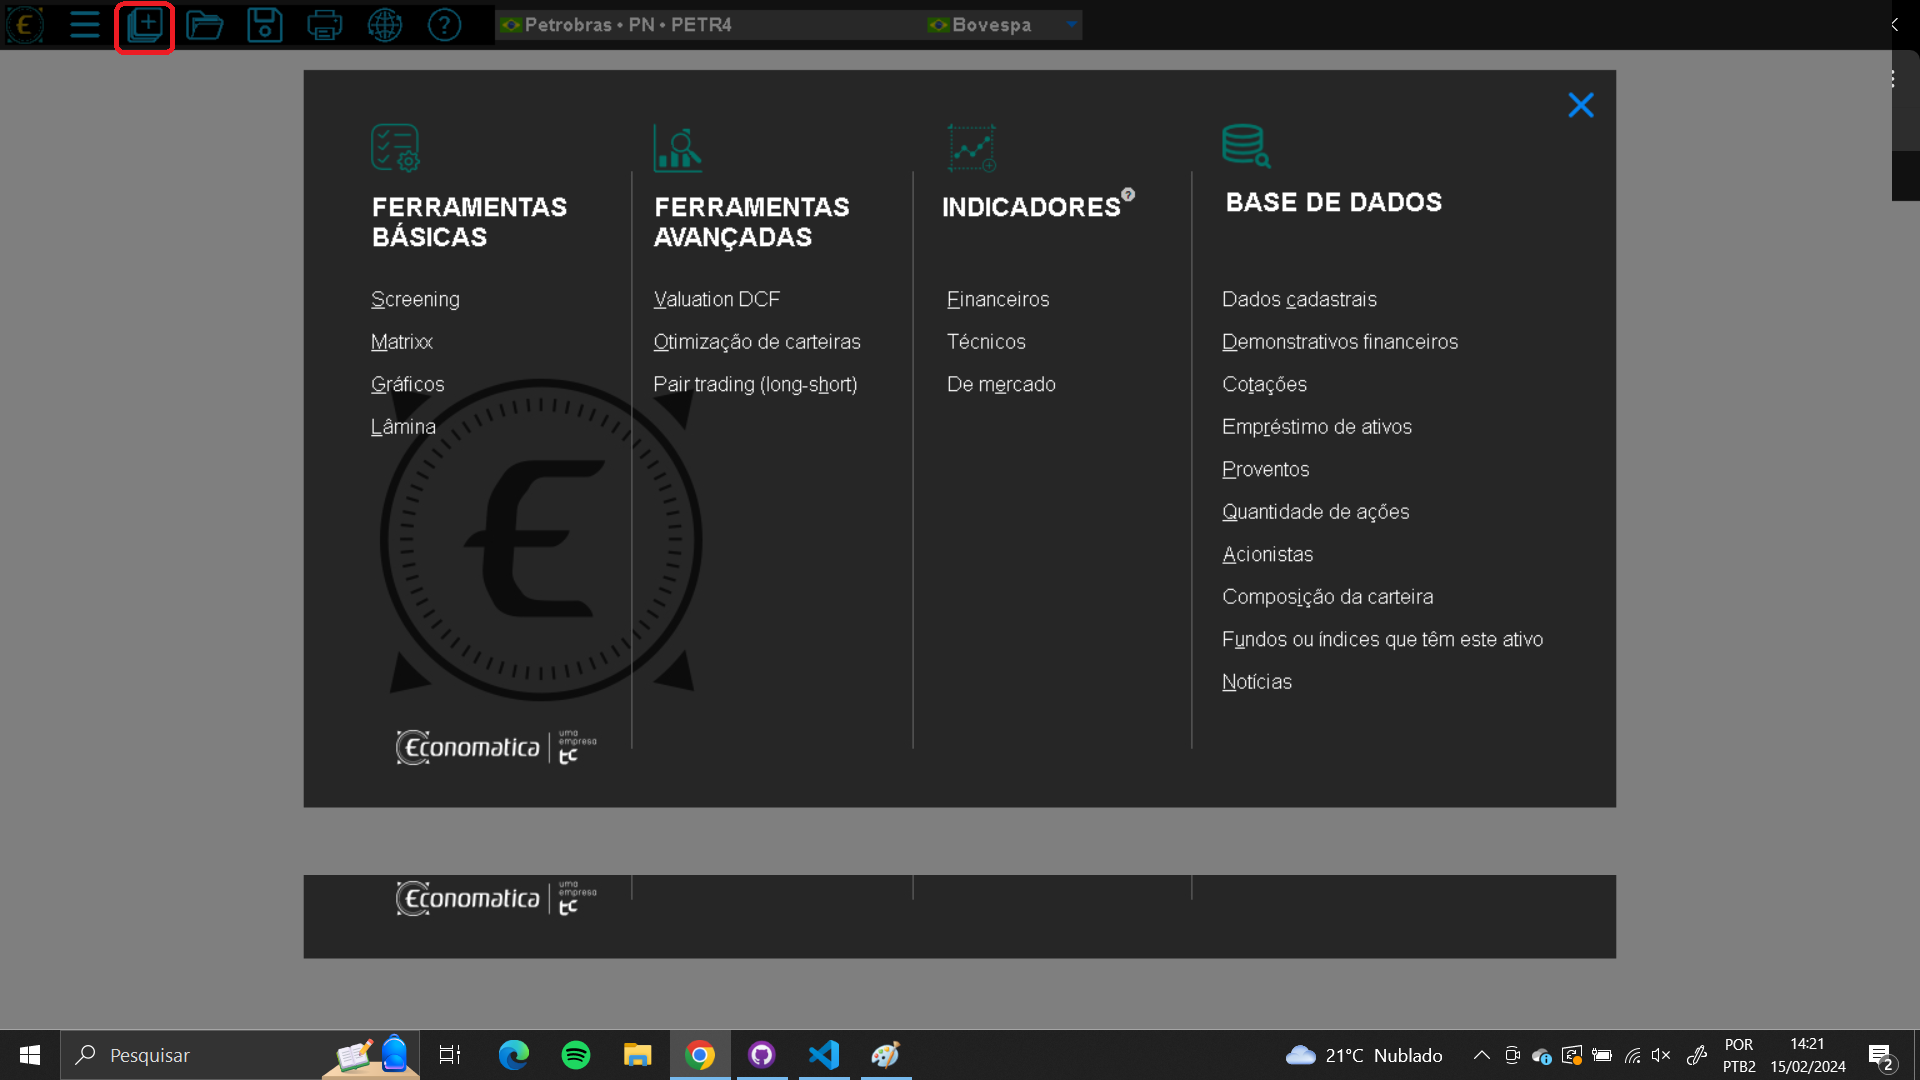 Petrobras • PN • PETR4
Bovespa
FERRAMENTAS
BÁSICAS
Screening
Matrixx
Gráficos
Lâmina
FERRAMENTAS
AVANÇADAS
Valuation DCF
Otimização de carteiras
Pair trading (long-short)
INDICADORES
Financeiros
Técnicos
De mercado
BASE DE DADOS
Dados cadastrais
Demonstrativos financeiros
Cotações
Empréstimo de ativos
Proventos
Quantidade de ações
Acionistas
Composição da carteira
Fundos ou índices que têm este ativo
Notícias
Economatica
uma
empresa
tc
Economatica
uma
empresa
tc
Pesquisar
21°C Nublado
POR
PTB2
14:21
15/02/2024
2